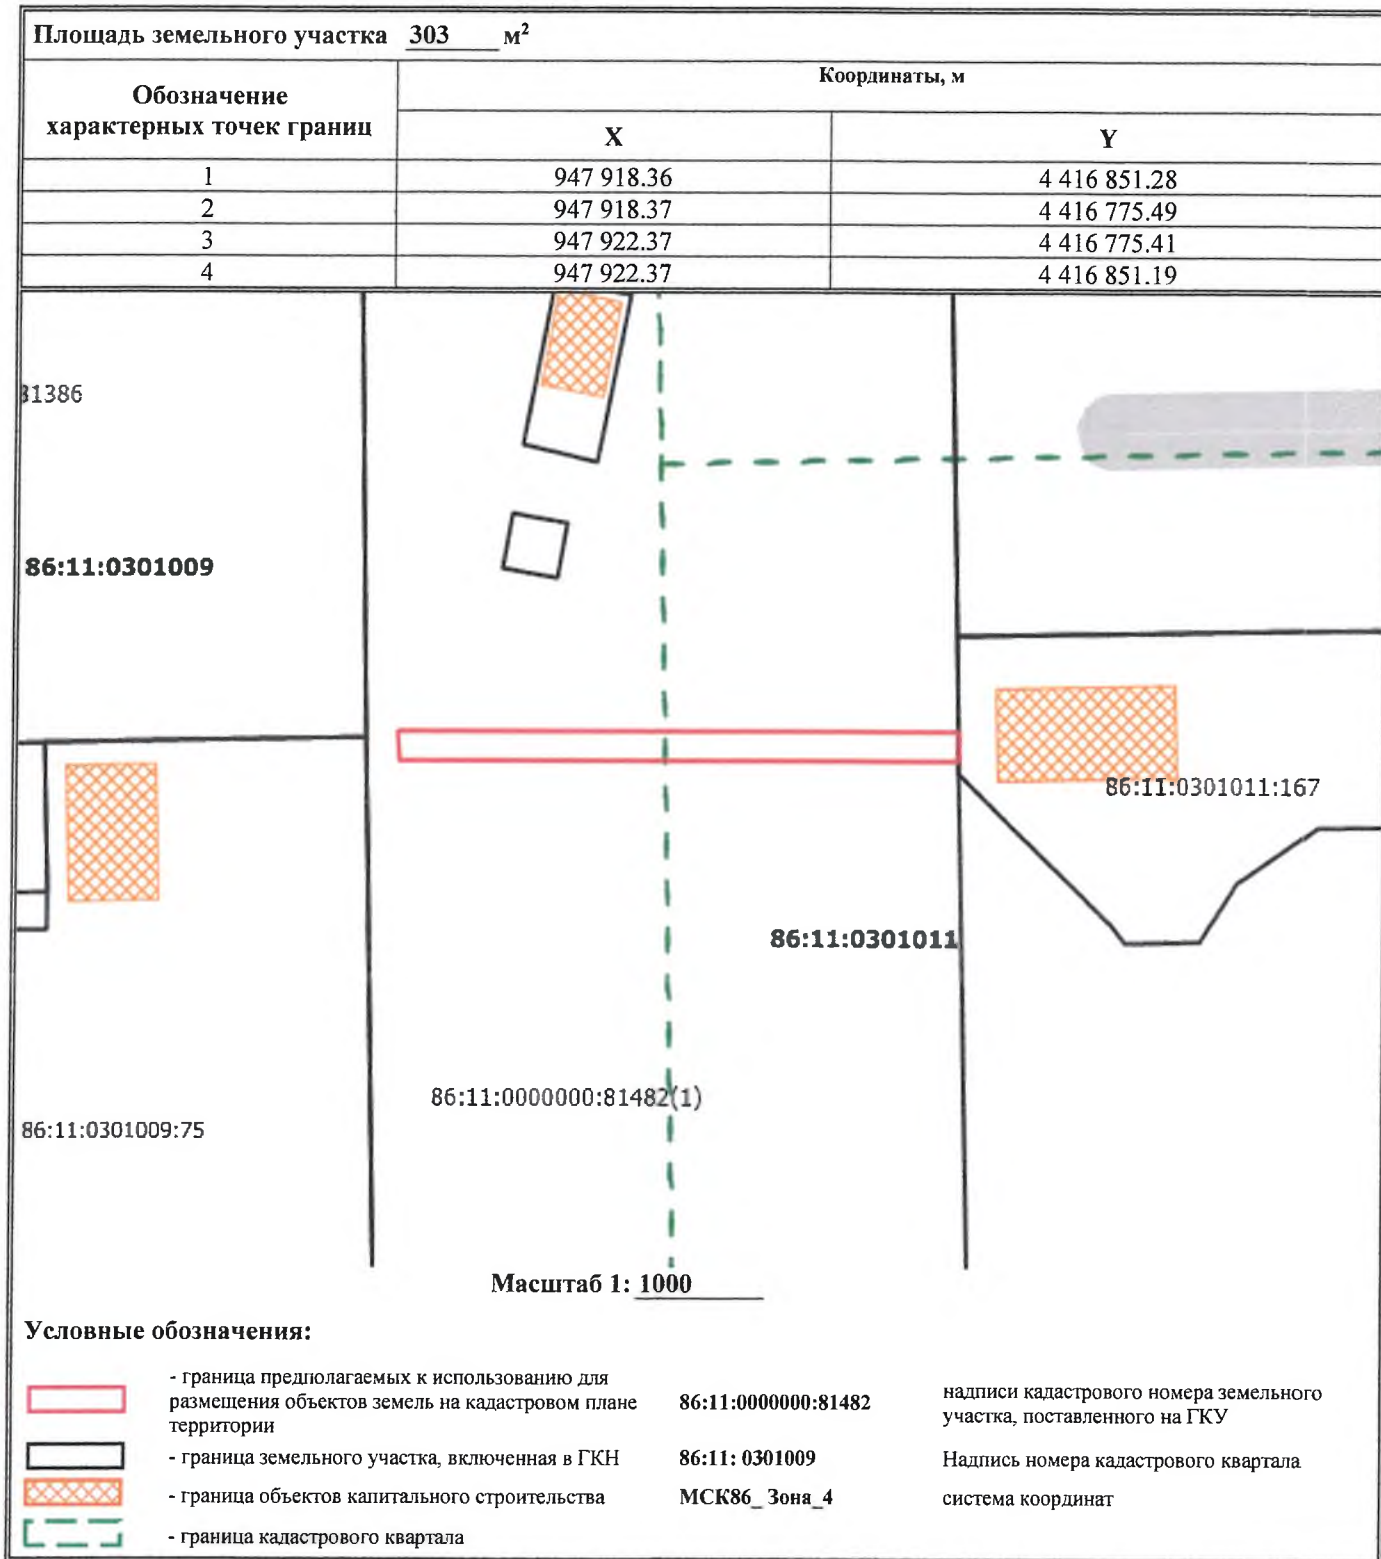 Площадь земельного участка 303 м²
Обозначение характерных точек границ
Координаты, м
X Y
1 947 918.36 4 416 851.28
2 947 918.37 4 416 775.49
3 947 922.37 4 416 775.41
4 947 922.37 4 416 851.19
81386
86:11:0301009
86:11:0301011:167
86:11:0301011
86:11:0000000:81482(1)
86:11:0301009:75
Масштаб 1: 1000
Условные обозначения:
- граница предполагаемых к использованию для
размещения объектов земель на кадастровом плане
территории
86:11:0000000:81482
надписи кадастрового номера земельного
участка, поставленного на ГКУ
- граница земельного участка, включенная в ГКН
86:11: 0301009
Надпись номера кадастрового квартала
- граница объектов капитального строительства
МСК86_ Зона_4
система координат
- граница кадастрового квартала